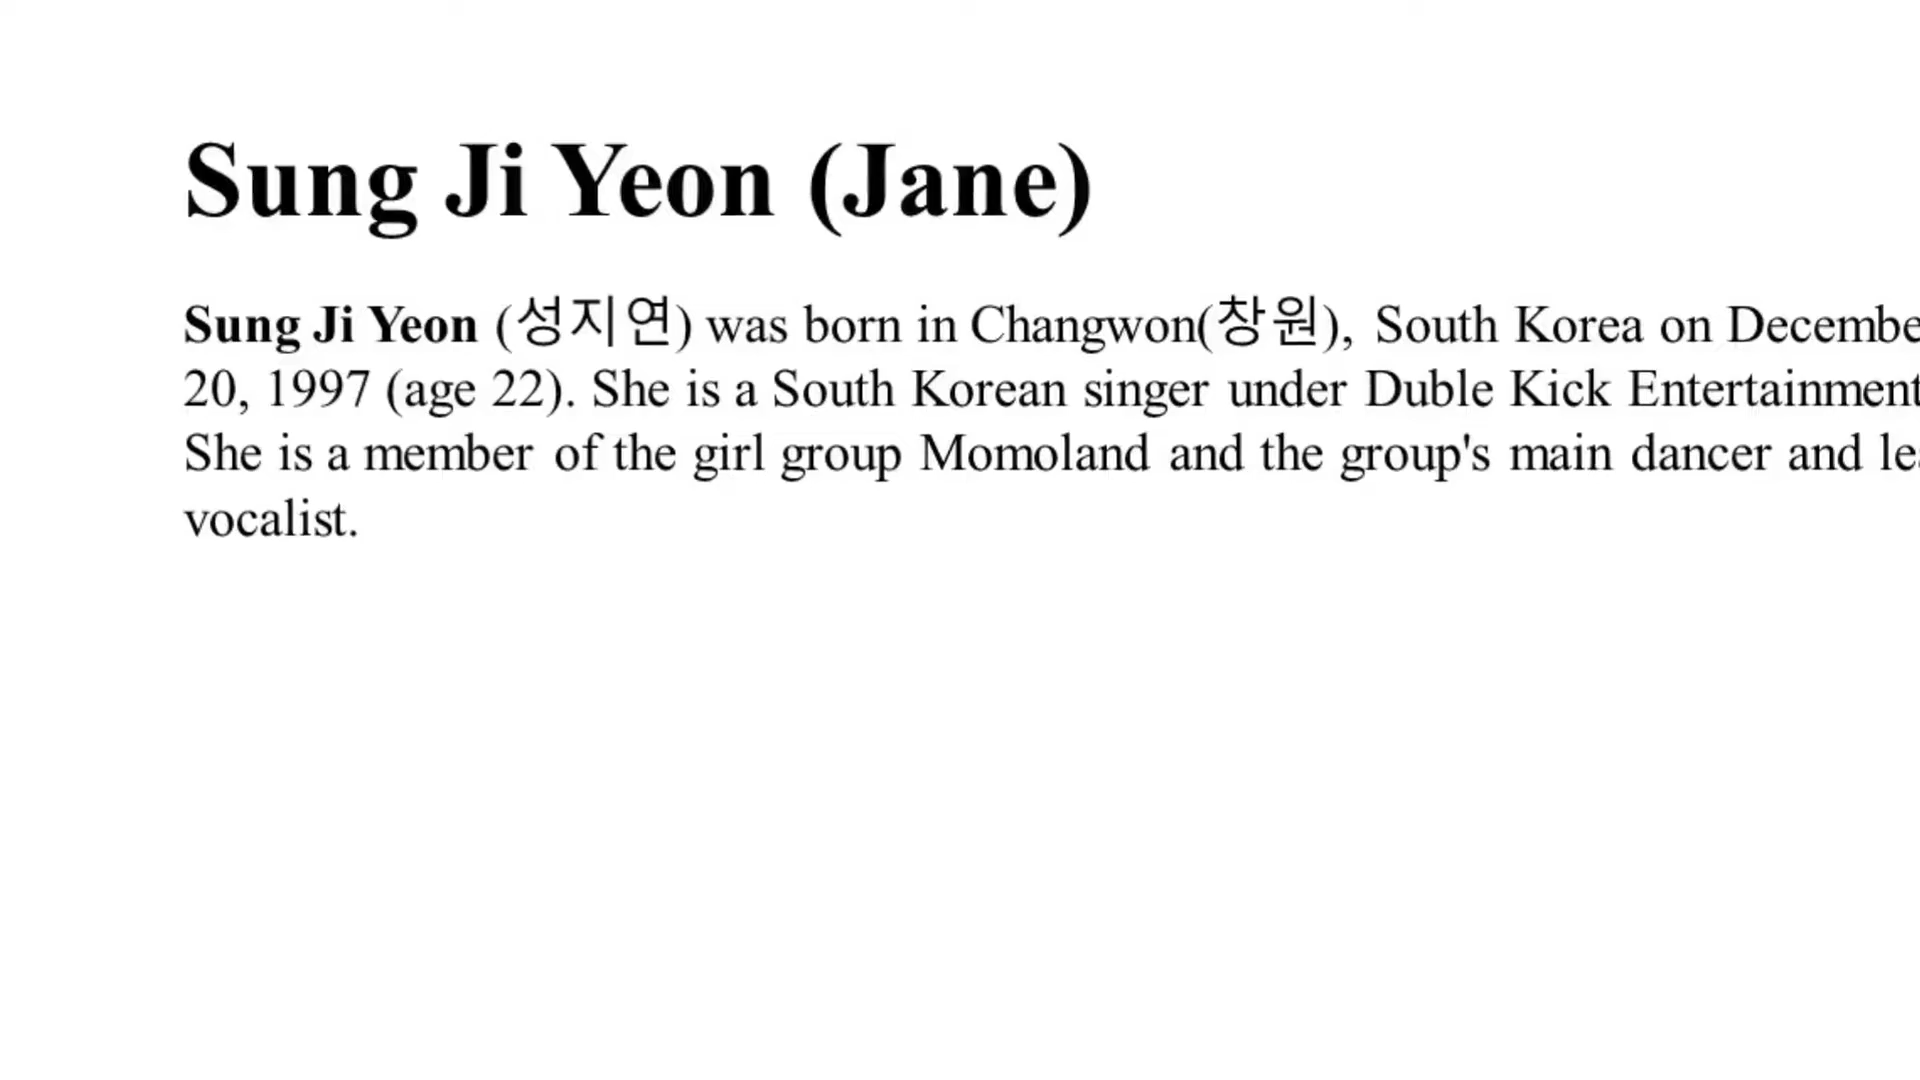 Sung Ji Yeon (Jane)
Sung Ji Yeon (성지연) was born in Changwon(창원), South Korea on Decembe
20, 1997 (age 22). She is a South Korean singer under Duble Kick Entertainment
She is a member of the girl group Momoland and the group's main dancer and
vocalist.